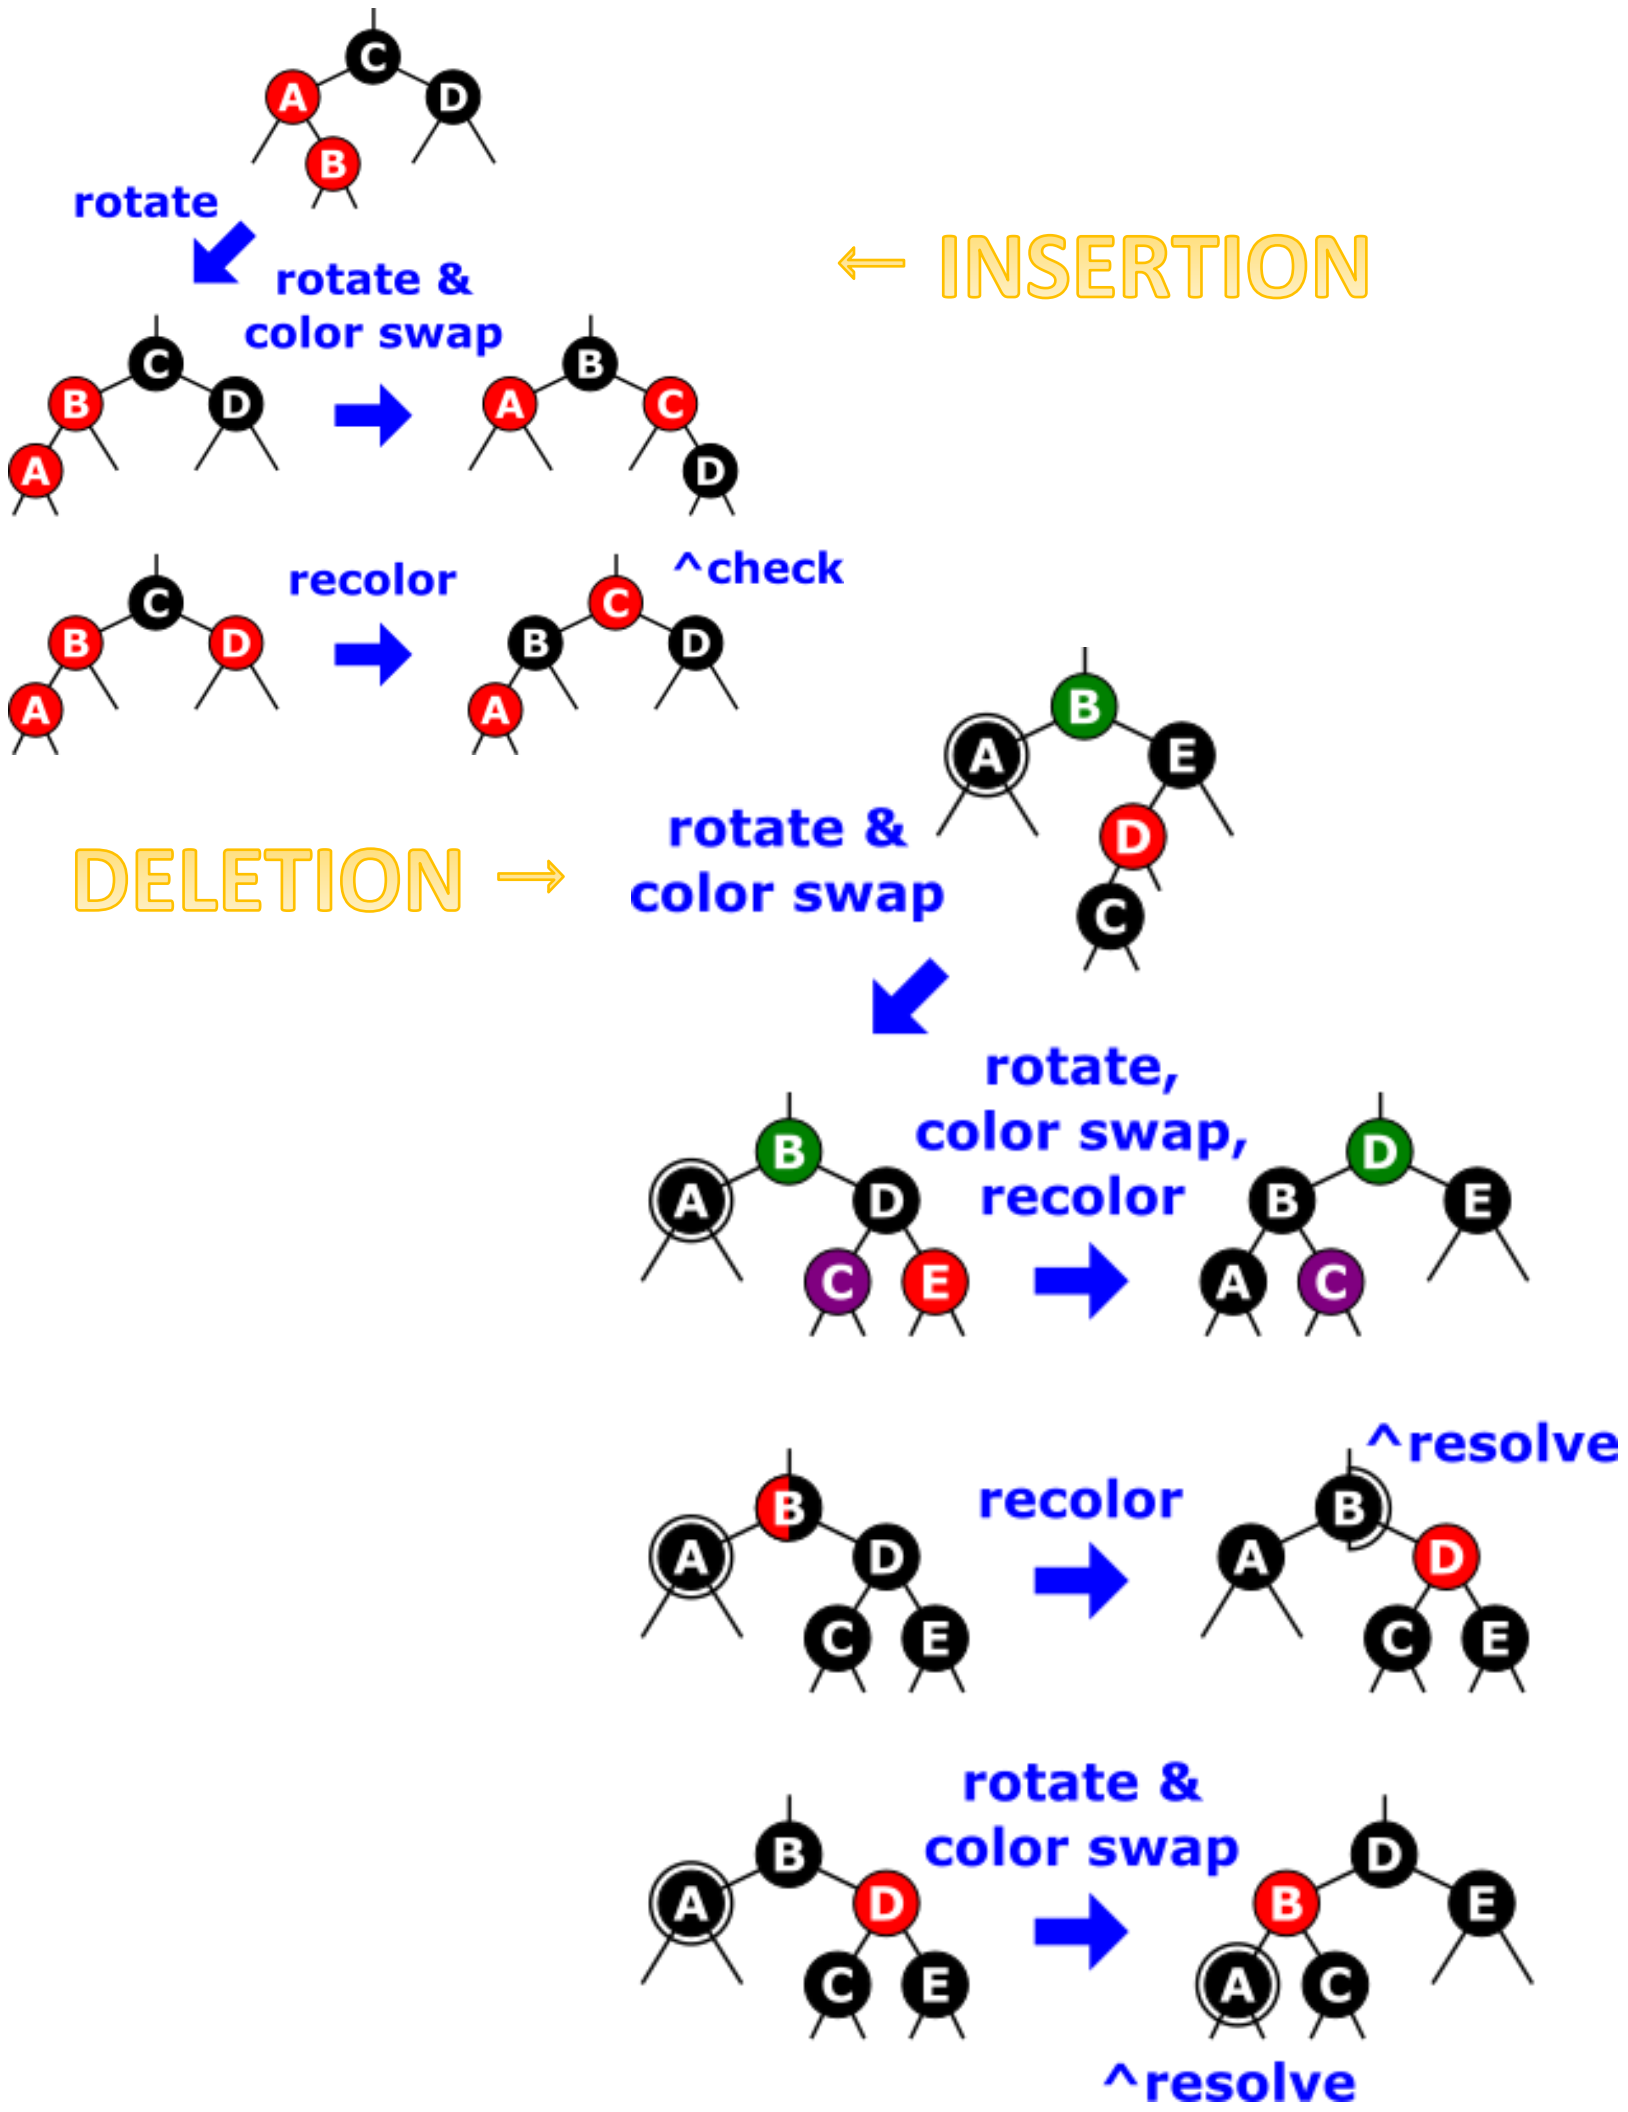 C
A
D
B
rotate
← INSERTION
rotate &
color swap
C
B
B
D
A
C
A
D
recolor
^check
C
C
B
D
B
D
A
A
B
A
E
rotate &
color swap
D
DELETION →
C
rotate,
color swap,
recolor
B
D
A
D
B
E
C
E
A
C
^resolve
recolor
B
B
A
D
A
D
C
E
C
E
rotate &
color swap
B
D
A
D
B
E
C
E
A
C
^resolve